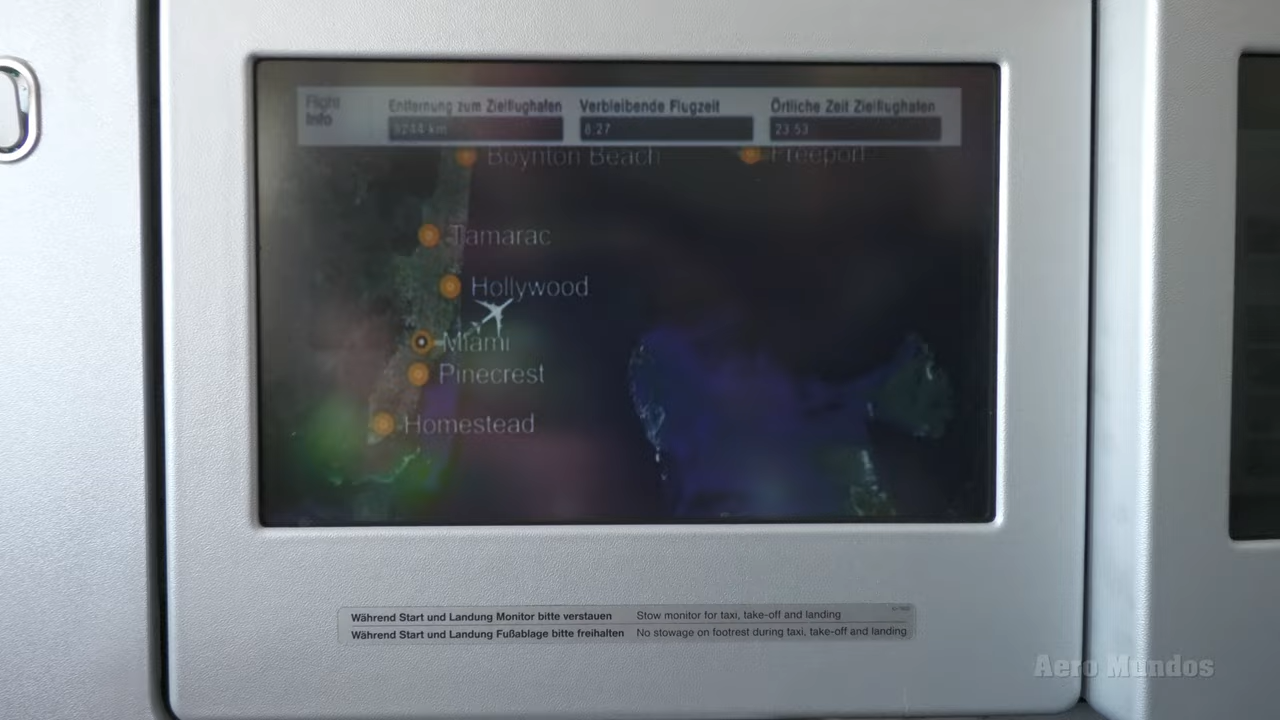 Flight
Info
Entfernung zum Zielflughafen
Verbleibende Flugzeit
Örtliche Zeit Zielflughafen
9244 km
8:27
23:53
Boynton Beach
Freeport
Tamarac
Hollywood
Miami
Pinecrest
Homestead
Während Start und Landung Monitor bitte verstauen Stow monitor for taxi, take-off and landing
Während Start und Landung Fußablage bitte freihalten No stowage on footrest during taxi, take-off and landing
Aero Mundos